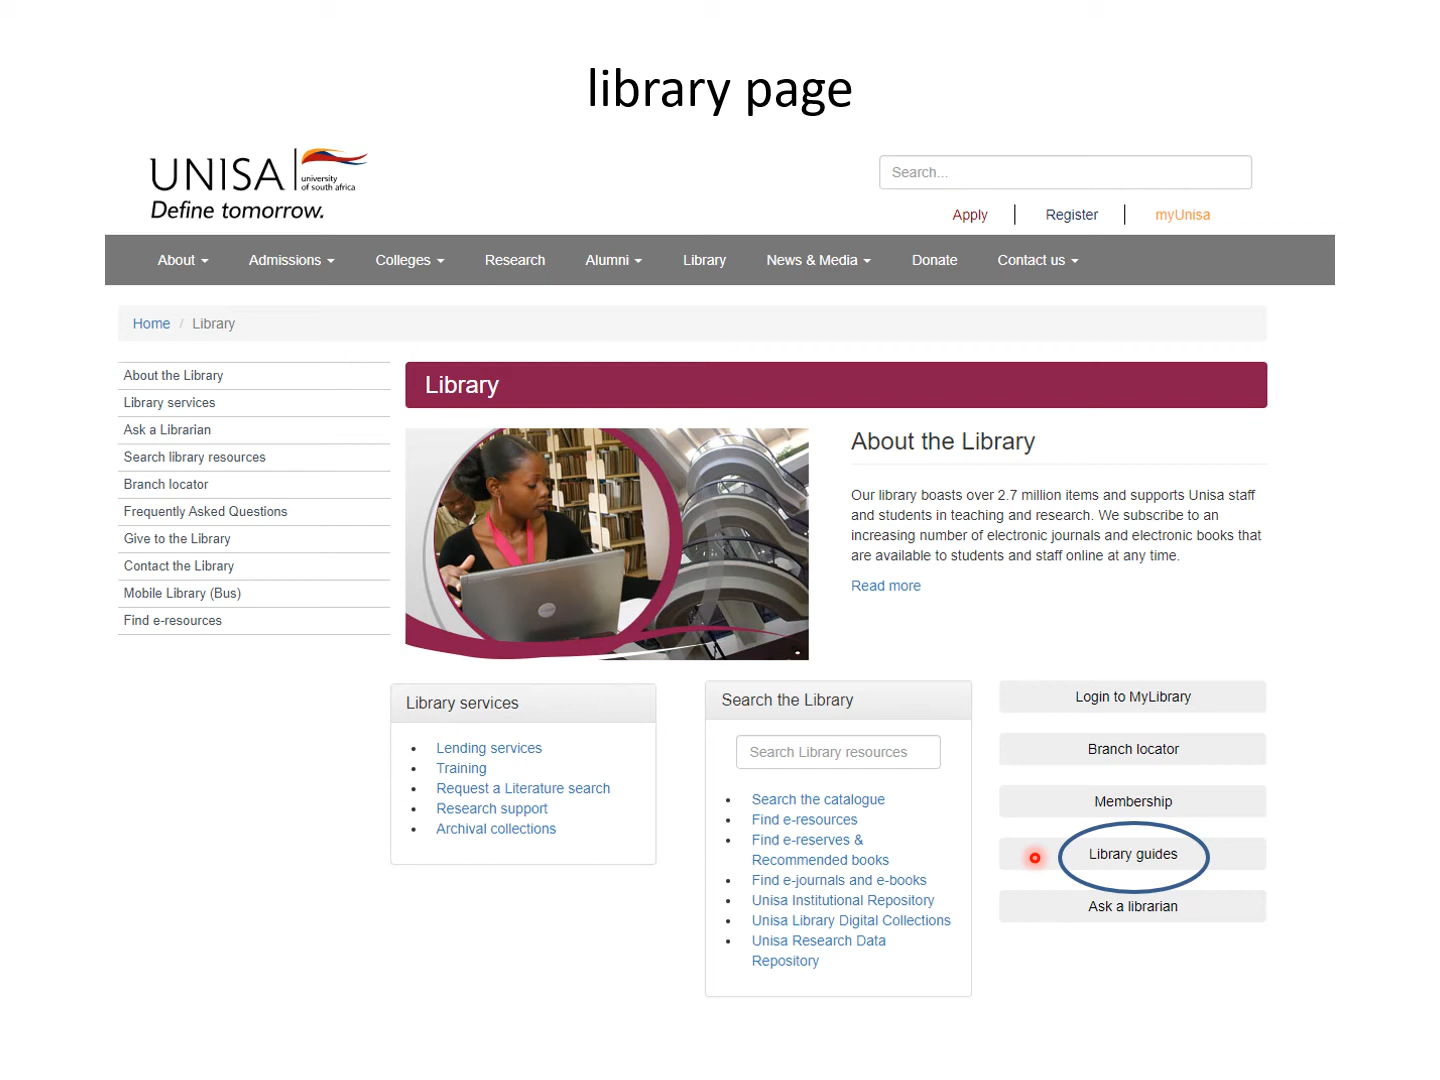 library page
UNISA
university
of south africa
Define tomorrow.
Search...
Apply
Register
myUnisa
About
Admissions
Colleges
Research
Alumni
Library
News & Media
Donate
Contact us
Home / Library
About the Library
Library services
Ask a Librarian
Search library resources
Branch locator
Frequently Asked Questions
Give to the Library
Contact the Library
Mobile Library (Bus)
Find e-resources
Library
About the Library
Our library boasts over 2.7 million items and supports Unisa staff
and students in teaching and research. We subscribe to an
increasing number of electronic journals and electronic books that
are available to students and staff online at any time.
Read more
Library services
• Lending services
• Training
• Request a Literature search
• Research support
• Archival collections
Search the Library
Search Library resources
• Search the catalogue
• Find e-resources
• Find e-reserves &
Recommended books
• Find e-journals and e-books
• Unisa Institutional Repository
• Unisa Library Digital Collections
• Unisa Research Data
Repository
Login to MyLibrary
Branch locator
Membership
Library guides
Ask a librarian